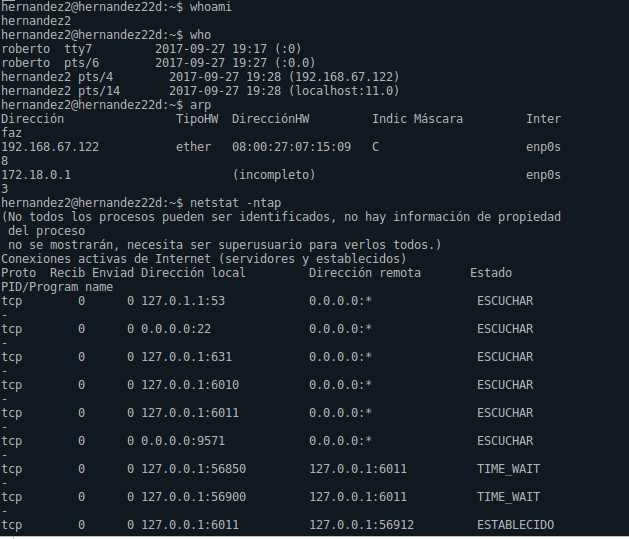 hernandez2@hernandez22d:~$ whoami
hernandez2
hernandez2@hernandez22d:~$ who
roberto  tty7         2017-09-27 19:17 (:0)
roberto  pts/6        2017-09-27 19:27 (:0.0)
hernandez2 pts/4        2017-09-27 19:28 (192.168.67.122)
hernandez2 pts/14       2017-09-27 19:28 (localhost:11.0)
hernandez2@hernandez22d:~$ arp
Dirección                TipoHW  DirecciónHW         Indic Máscara         Inter
faz
192.168.67.122           ether   08:00:27:07:15:09   C                     enp0s
8
172.18.0.1                       (incompleto)                              enp0s
3
hernandez2@hernandez22d:~$ netstat -ntap
(No todos los procesos pueden ser identificados, no hay información de propiedad
 del proceso
 no se mostrarán, necesita ser superusuario para verlos todos.)
Conexiones activas de Internet (servidores y establecidos)
Proto  Recib Enviad Dirección local         Dirección remota       Estado
PID/Program name
tcp        0      0 127.0.1.1:53            0.0.0.0:*               ESCUCHAR
-
tcp        0      0 0.0.0.0:22              0.0.0.0:*               ESCUCHAR
-
tcp        0      0 127.0.0.1:631           0.0.0.0:*               ESCUCHAR
-
tcp        0      0 127.0.0.1:6010          0.0.0.0:*               ESCUCHAR
-
tcp        0      0 127.0.0.1:6011          0.0.0.0:*               ESCUCHAR
-
tcp        0      0 0.0.0.0:9571            0.0.0.0:*               ESCUCHAR
-
tcp        0      0 127.0.0.1:56850         127.0.0.1:6011          TIME_WAIT
-
tcp        0      0 127.0.0.1:56900         127.0.0.1:6011          TIME_WAIT
-
tcp        0      0 127.0.0.1:6011          127.0.0.1:56912         ESTABLECIDO